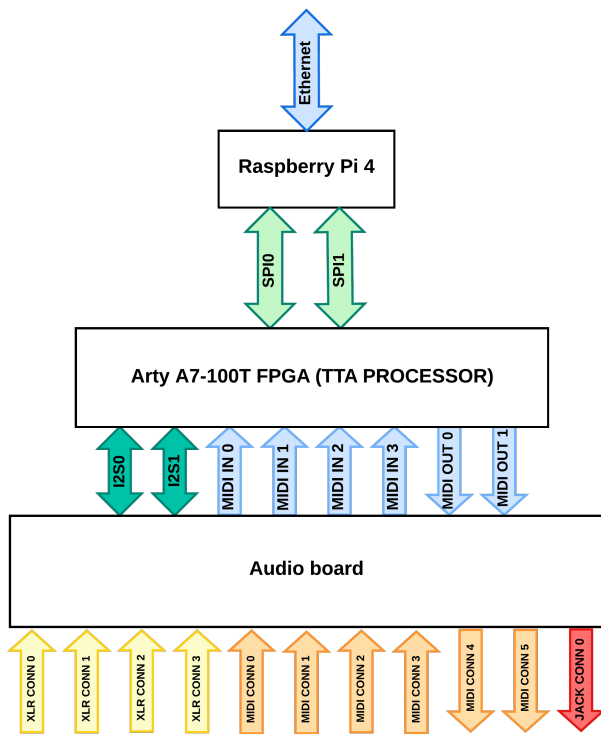 Ethernet
Raspberry Pi 4
SPI0
SPI1
Arty A7-100T FPGA (TTA PROCESSOR)
I2S0
I2S1
MIDI IN 0
MIDI IN 1
MIDI IN 2
MIDI IN 3
MIDI OUT 0
MIDI OUT 1
Audio board
XLR CONN 0
XLR CONN 1
XLR CONN 2
XLR CONN 3
MIDI CONN 0
MIDI CONN 1
MIDI CONN 2
MIDI CONN 3
MIDI CONN 4
MIDI CONN 5
JACK CONN 0